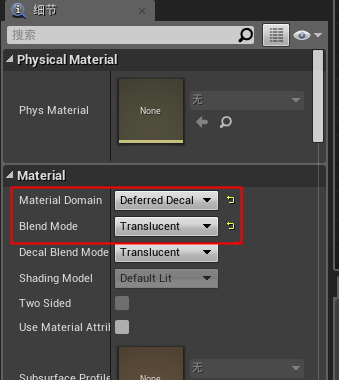 细节
搜索
Physical Material
Phys Material
None
无
Material
Material Domain
Deferred Decal
Blend Mode
Translucent
Decal Blend Mode
Translucent
Shading Model
Default Lit
Two Sided
Use Material Attri
Subsurface Profile
None
无